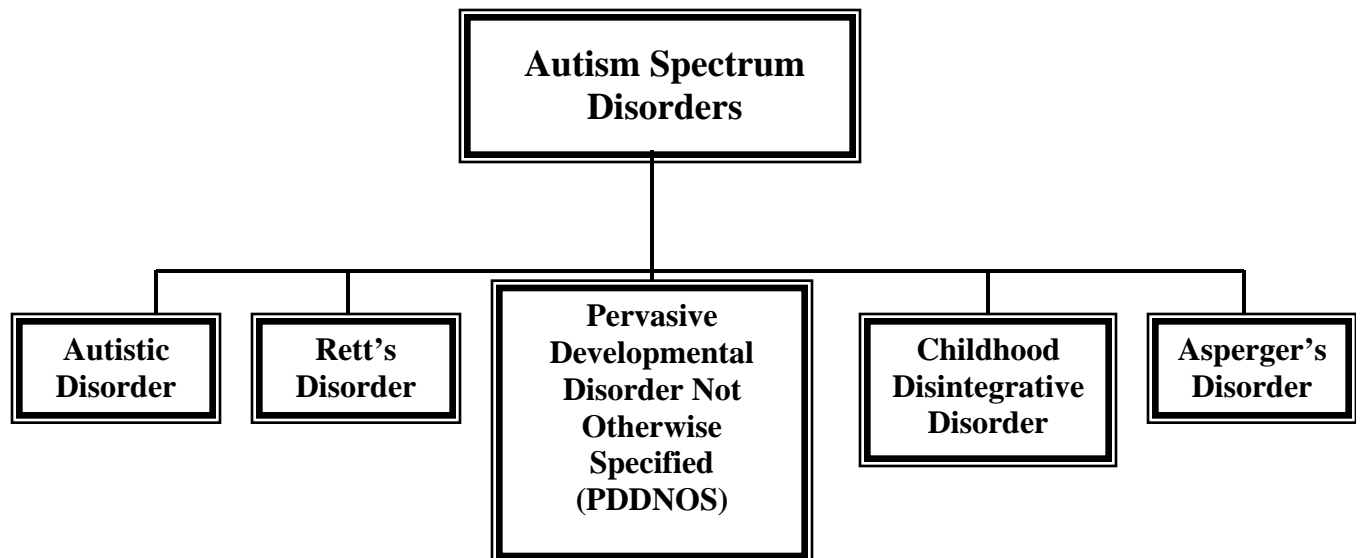 Autism Spectrum
Disorders
Autistic
Disorder
Rett's
Disorder
Pervasive
Developmental
Disorder Not
Otherwise
Specified
(PDDNOS)
Childhood
Disintegrative
Disorder
Asperger's
Disorder